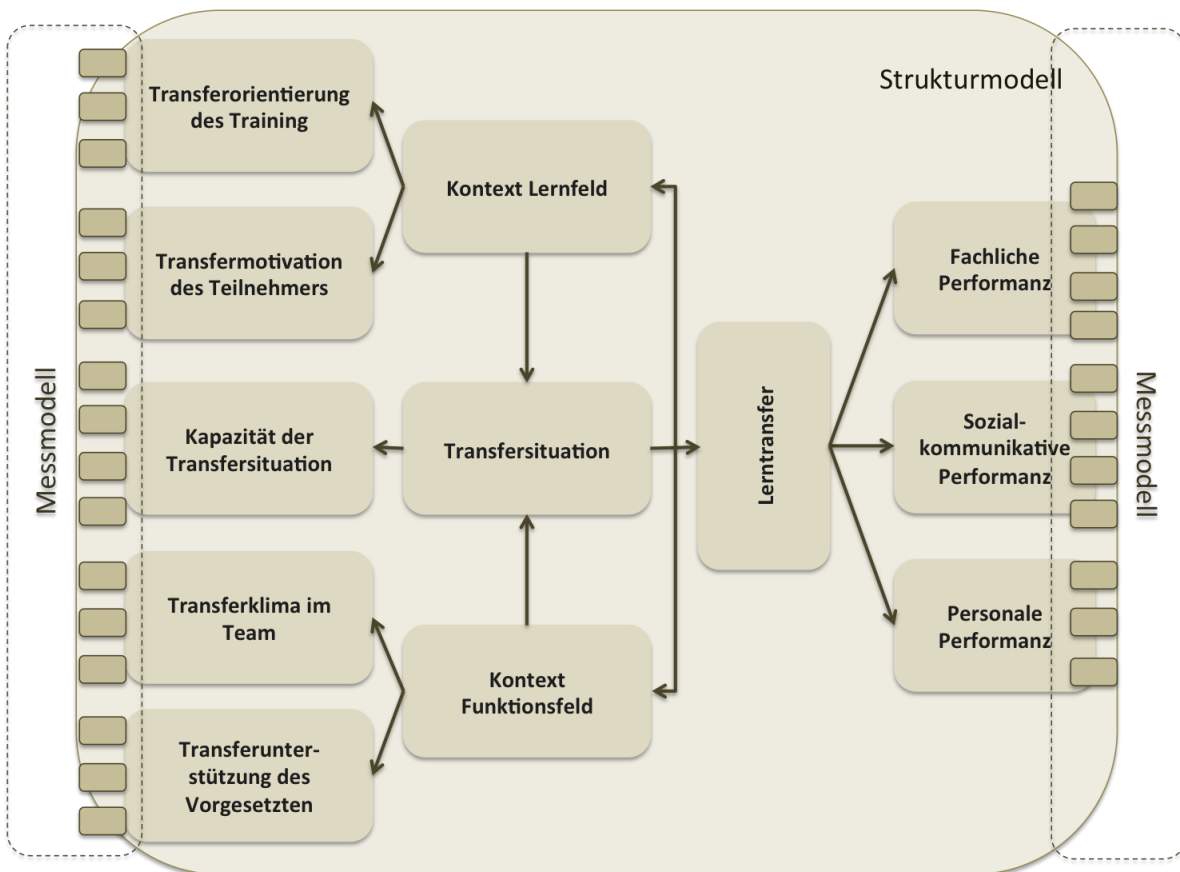 Strukturmodell
Messmodell
Transferorientierung
des Training
Transfermotivation
des Teilnehmers
Kapazität der
Transfersituation
Transferklima im
Team
Transferunter-
stützung des
Vorgesetzten
Kontext Lernfeld
Transfersituation
Kontext
Funktionsfeld
Lerntransfer
Fachliche
Performanz
Sozial-
kommunikative
Performanz
Personale
Performanz
Messmodell